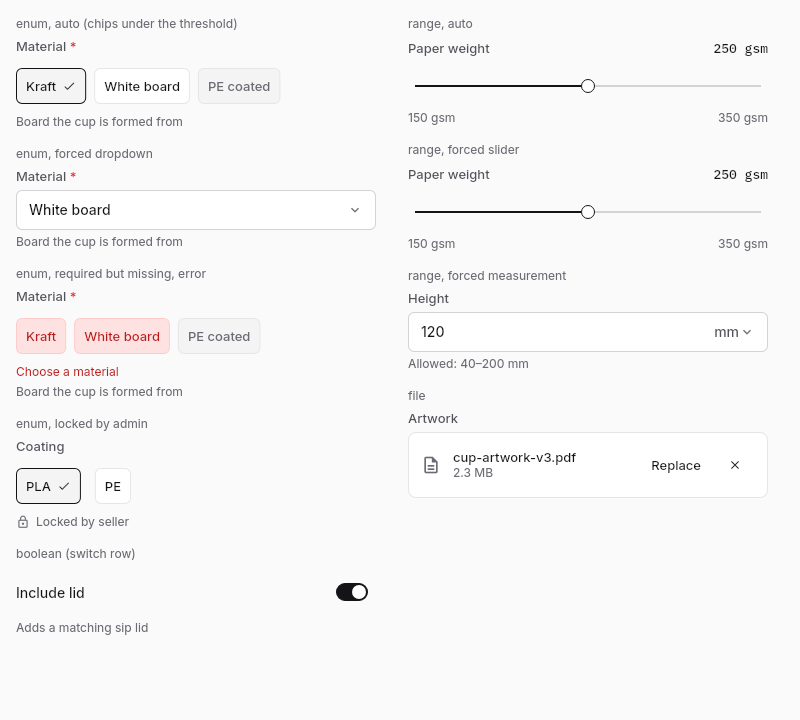 enum, auto (chips under the threshold)
Material *
Kraft
White board
PE coated
Board the cup is formed from
enum, forced dropdown
Material *
White board
Board the cup is formed from
enum, required but missing, error
Material *
Kraft
White board
PE coated
Choose a material
Board the cup is formed from
enum, locked by admin
Coating
PLA
PE
Locked by seller
boolean (switch row)
Include lid
Adds a matching sip lid
range, auto
Paper weight 250 gsm
150 gsm 350 gsm
range, forced slider
Paper weight 250 gsm
150 gsm 350 gsm
range, forced measurement
Height
120 mm
Allowed: 40–200 mm
file
Artwork
cup-artwork-v3.pdf
2.3 MB
Replace